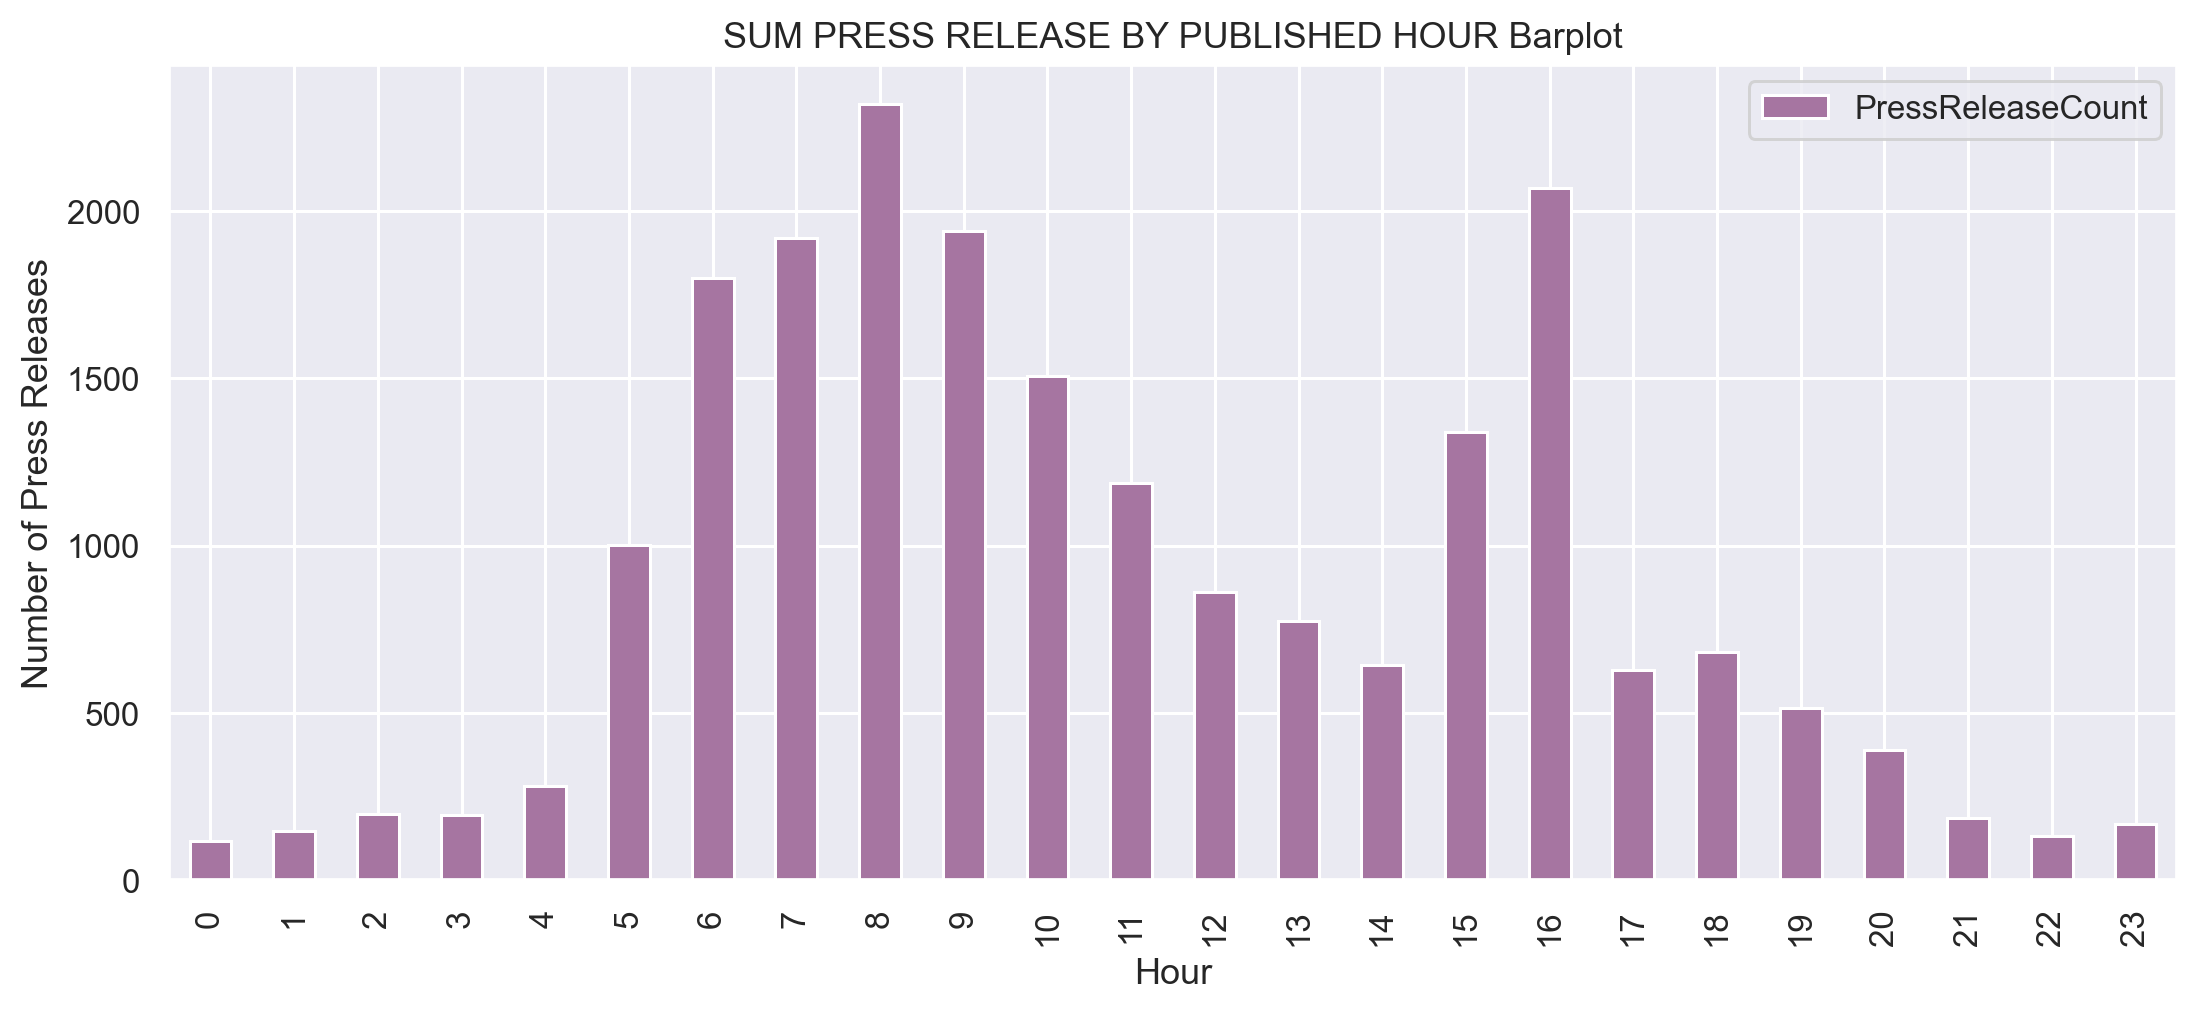 SUM PRESS RELEASE BY PUBLISHED HOUR Barplot
PressReleaseCount
Number of Press Releases
2000
1500
1000
500
0
0 1 2 3 4 5 6 7 8 9 10 11 12 13 14 15 16 17 18 19 20 21 22 23
Hour